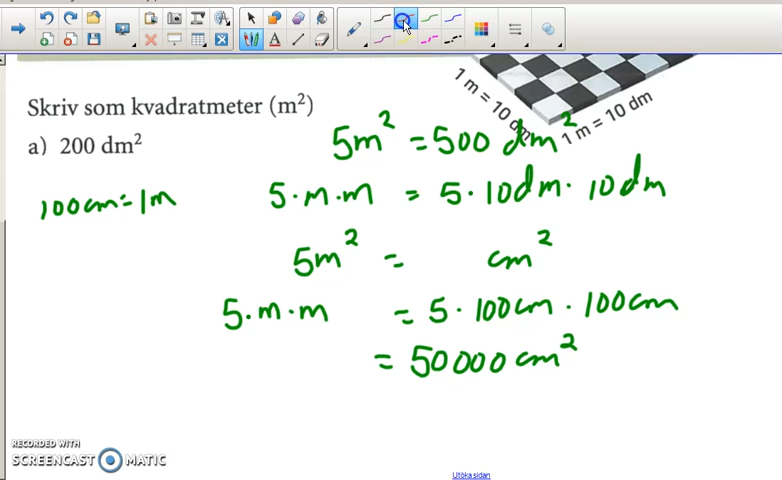 1 m = 10 dm
1 m = 10 dm
Skriv som kvadratmeter (m²)
a) 200 dm²
5m² = 500 dm²
100cm = 1m
5·m·m = 5·10dm·10dm
5m² = cm²
5·m·m = 5·100cm·100cm
= 50000 cm²
RECORDED WITH
SCREENCAST MATIC
Utöka sidan